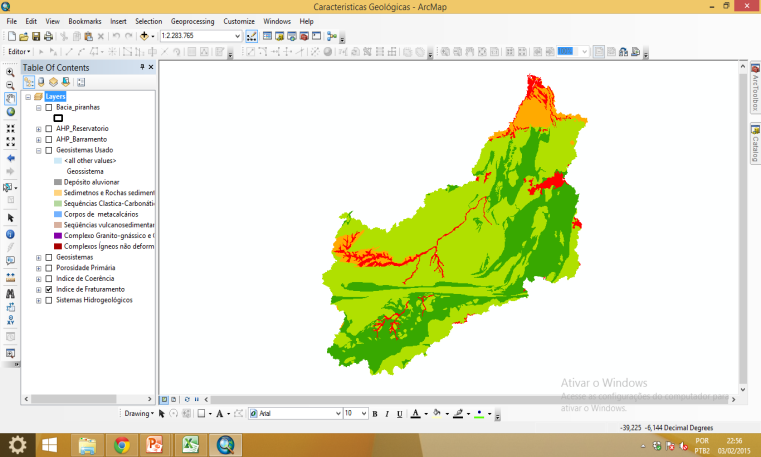 Caracteristicas Geológicas - ArcMap
File Edit View Bookmarks Insert Selection Geoprocessing Customize Windows Help
1:2.283.765
Editor
Table Of Contents
Layers
Bacia_piranhas
AHP_Reservatorio
AHP_Barramento
Geosistemas Usado
<all other values>
Geossistema
Depósito aluvionar
Sedimetnos e Rochas sediment
Sequências Clastica-Carbonáti
Corpos de metacalcários
Seqüências vulcanosedimentar
Complexo Granito-gnássico e
Complexos Ígneos não deform
Geosistemas
Porosidade Primária
Indice de Coerência
Indice de Fraturamento
Sistemas Hidrogeológicos
ArcToolbox
Catalog
Ativar o Windows
Acesse as configurações do computador para
ativar o Windows.
Drawing A Arial 10 B I U A
-39,225 -6,144 Decimal Degrees
POR 22:56
PTB2 03/02/2015